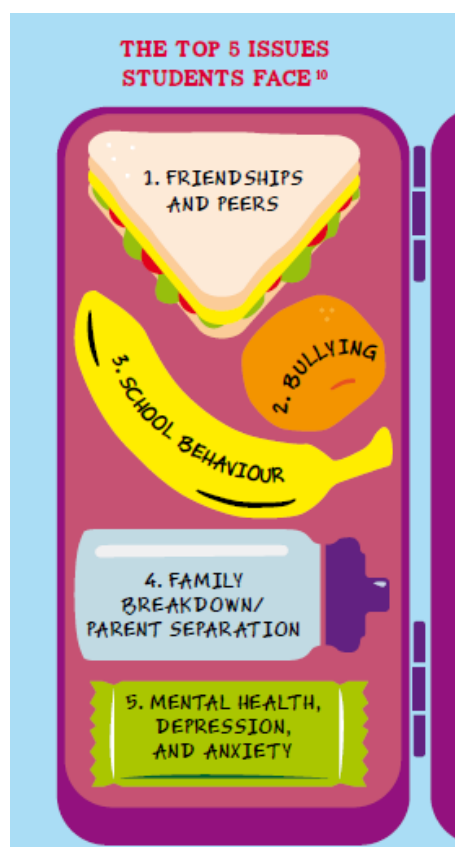 THE TOP 5 ISSUES
STUDENTS FACE 10
1. FRIENDSHIPS
AND PEERS
2. BULLYING
3. SCHOOL BEHAVIOUR
4. FAMILY
BREAKDOWN/
PARENT SEPARATION
5. MENTAL HEALTH,
DEPRESSION,
AND ANXIETY